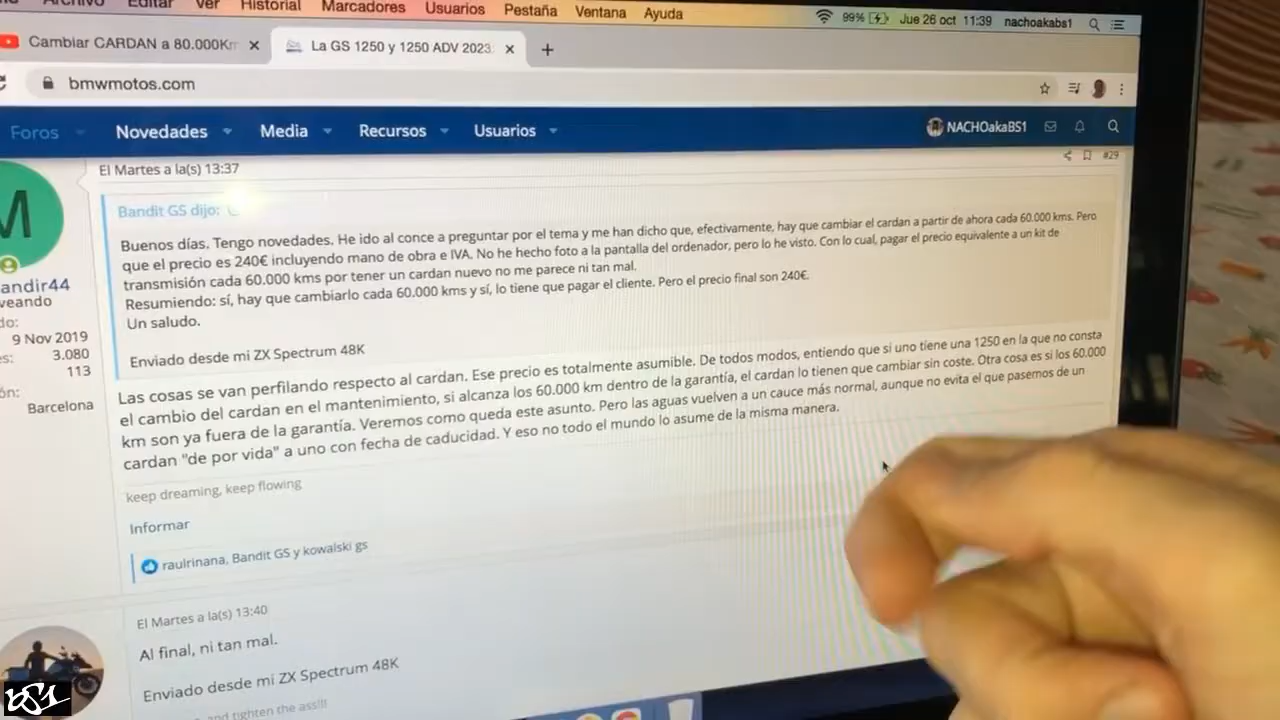 Archivo Editar Ver Historial Marcadores Usuarios Pestaña Ventana Ayuda 99% Jue 26 oct 11:39 nachoakabs1
Cambiar CARDAN a 80.000Km La GS 1250 y 1250 ADV 2023
bmwmotos.com
Foros Novedades Media Recursos Usuarios NACHOakaBS1
El Martes a la(s) 13:37 #29
Bandit GS dijo:
Buenos días. Tengo novedades. He ido al conce a preguntar por el tema y me han dicho que, efectivamente, hay que cambiar el cardan a partir de ahora cada 60.000 kms. Pero
que el precio es 240€ incluyendo mano de obra e IVA. No he hecho foto a la pantalla del ordenador, pero lo he visto. Con lo cual, pagar el precio equivalente a un kit de
transmisión cada 60.000 kms por tener un cardan nuevo no me parece ni tan mal.
Resumiendo: sí, hay que cambiarlo cada 60.000 kms y sí, lo tiene que pagar el cliente. Pero el precio final son 240€.
Un saludo.
Enviado desde mi ZX Spectrum 48K
M
andir44
veando
do:
9 Nov 2019
es:
3.080
113
ón:
Barcelona
Las cosas se van perfilando respecto al cardan. Ese precio es totalmente asumible. De todos modos, entiendo que si uno tiene una 1250 en la que no consta
el cambio del cardan en el mantenimiento, si alcanza los 60.000 km dentro de la garantía, el cardan lo tienen que cambiar sin coste. Otra cosa es si los 60.000
km son ya fuera de la garantía. Veremos como queda este asunto. Pero las aguas vuelven a un cauce más normal, aunque no evita el que pasemos de un
cardan "de por vida" a uno con fecha de caducidad. Y eso no todo el mundo lo asume de la misma manera.
keep dreaming, keep flowing
Informar
raulrinana, Bandit GS y kowalski gs
El Martes a la(s) 13:40
Al final, ni tan mal.
Enviado desde mi ZX Spectrum 48K
and tighten the ass!!!
bS1